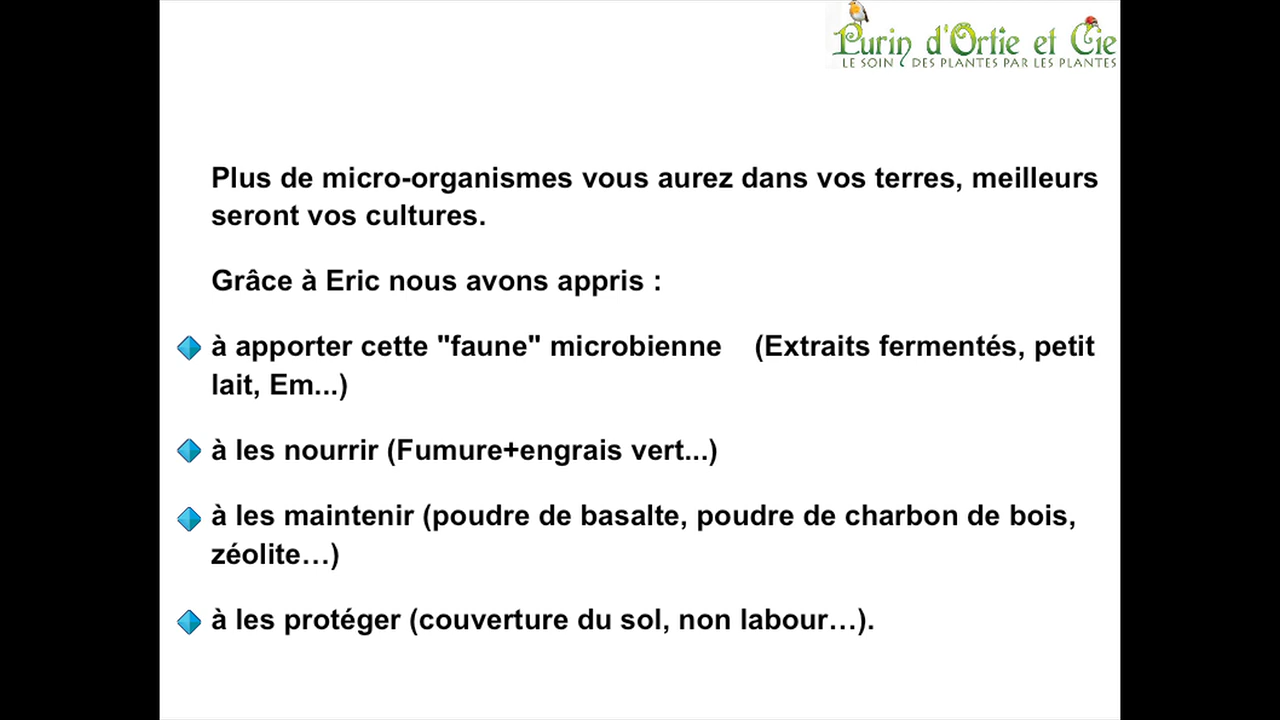 Purin d'Ortie et Cie
LE SOIN DES PLANTES PAR LES PLANTES
Plus de micro-organismes vous aurez dans vos terres, meilleurs
seront vos cultures.
Grâce à Eric nous avons appris :
à apporter cette "faune" microbienne (Extraits fermentés, petit
lait, Em...)
à les nourrir (Fumure+engrais vert...)
à les maintenir (poudre de basalte, poudre de charbon de bois,
zéolite…)
à les protéger (couverture du sol, non labour…).